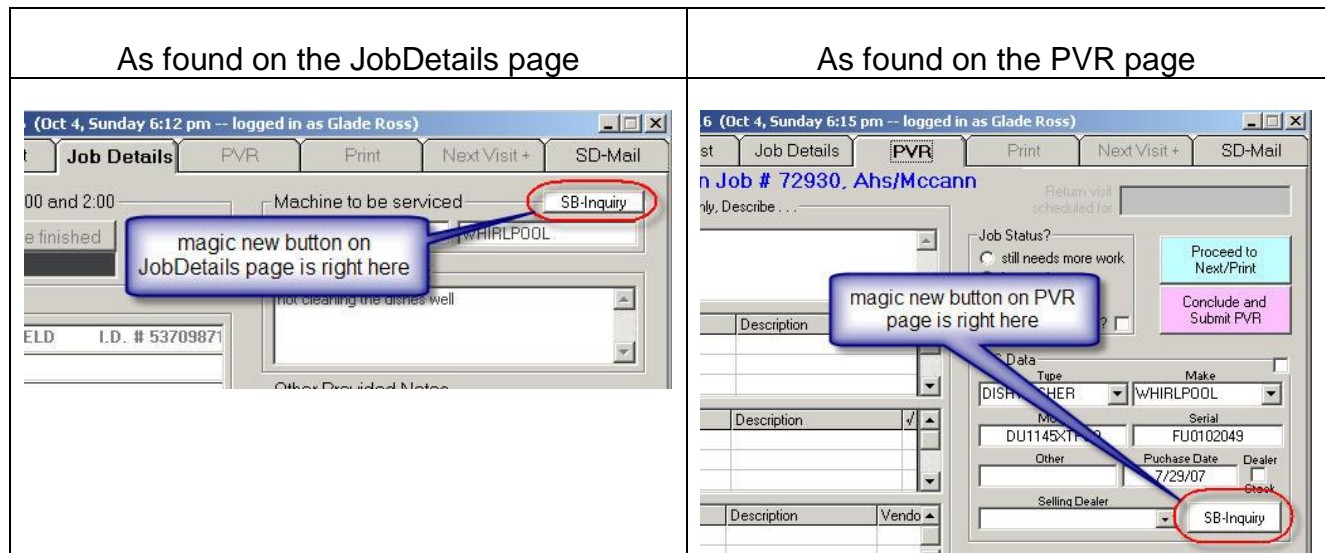 As found on the JobDetails page
As found on the PVR page
(Oct 4, Sunday 6:12 pm -- logged in as Glade Ross)
Job Details
PVR
Print
Next Visit +
SD-Mail
00 and 2:00
Machine to be serviced
SB-Inquiry
e finished
WHIRLPOOL
magic new button on
JobDetails page is right here
not cleaning the dishes well
ELD I.D. # 53709871
6 (Oct 4, Sunday 6:15 pm -- logged in as Glade Ross)
st
Job Details
PVR
Print
Next Visit +
SD-Mail
n Job # 72930, Ahs/Mccann
Return visit
scheduled for
nly, Describe . . .
Job Status?
still needs more work
Proceed to
Next/Print
Conclude and
Submit PVR
magic new button on PVR
page is right here
Description
?
Data
Type
Make
WHIRLPOOL
Serial
DU1145XT
FU0102049
Description
√
Other
Puchase Date
Dealer
7/29/07
Stock
Selling Dealer
Description
Vendo
SB-Inquiry